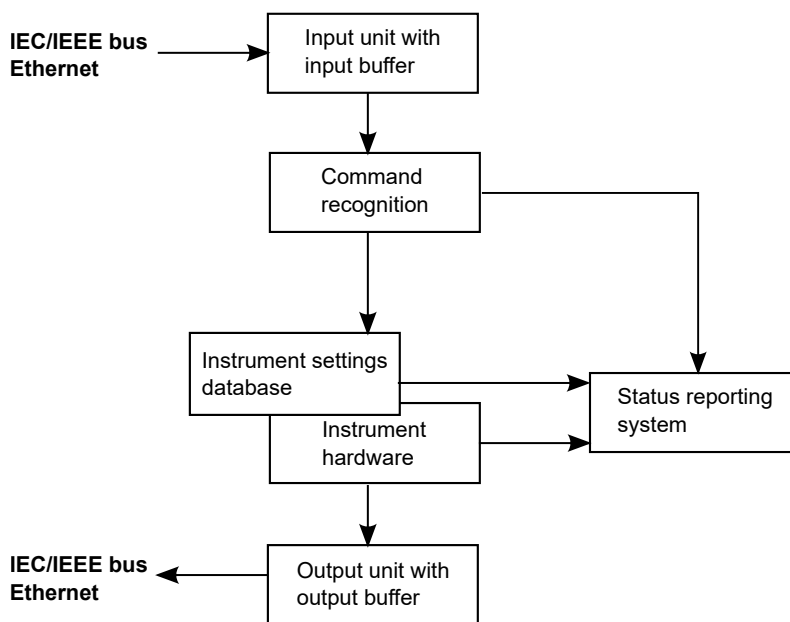 IEC/IEEE bus
Ethernet
Input unit with
input buffer
Command
recognition
Instrument settings
database
Status reporting
system
Instrument
hardware
IEC/IEEE bus
Ethernet
Output unit with
output buffer